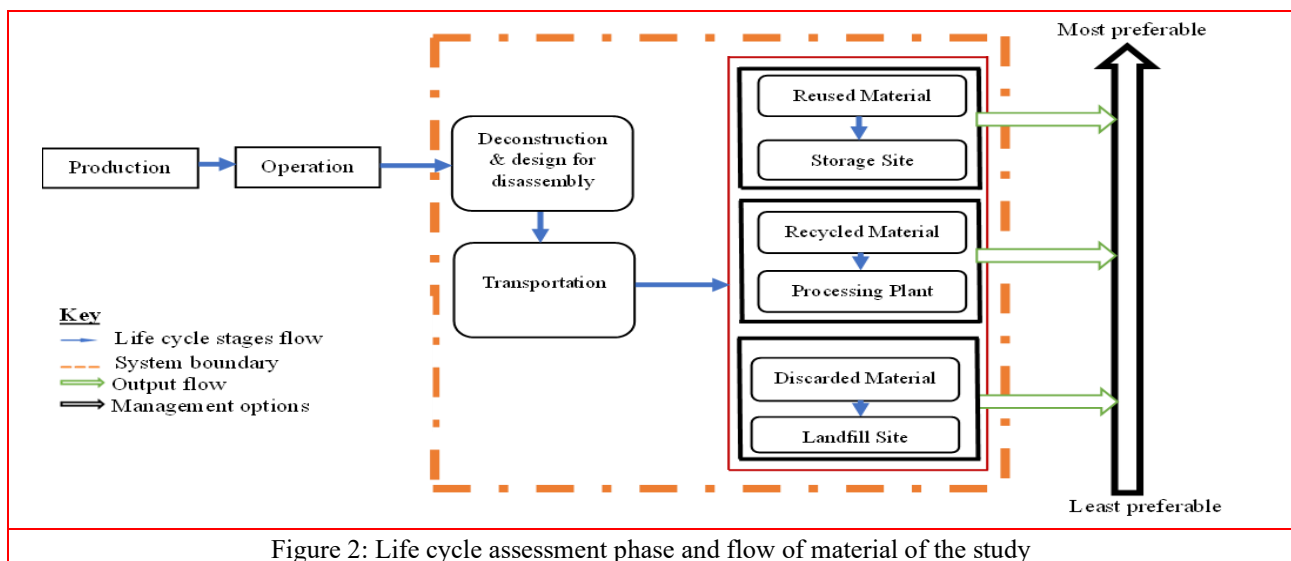 Most preferable
Reused Material
Storage Site
Production
Operation
Deconstruction
& design for
disassembly
Recycled Material
Transportation
Processing Plant
Key
Life cycle stages flow
System boundary
Output flow
Management options
Discarded Material
Landfill Site
Least preferable
Figure 2: Life cycle assessment phase and flow of material of the study